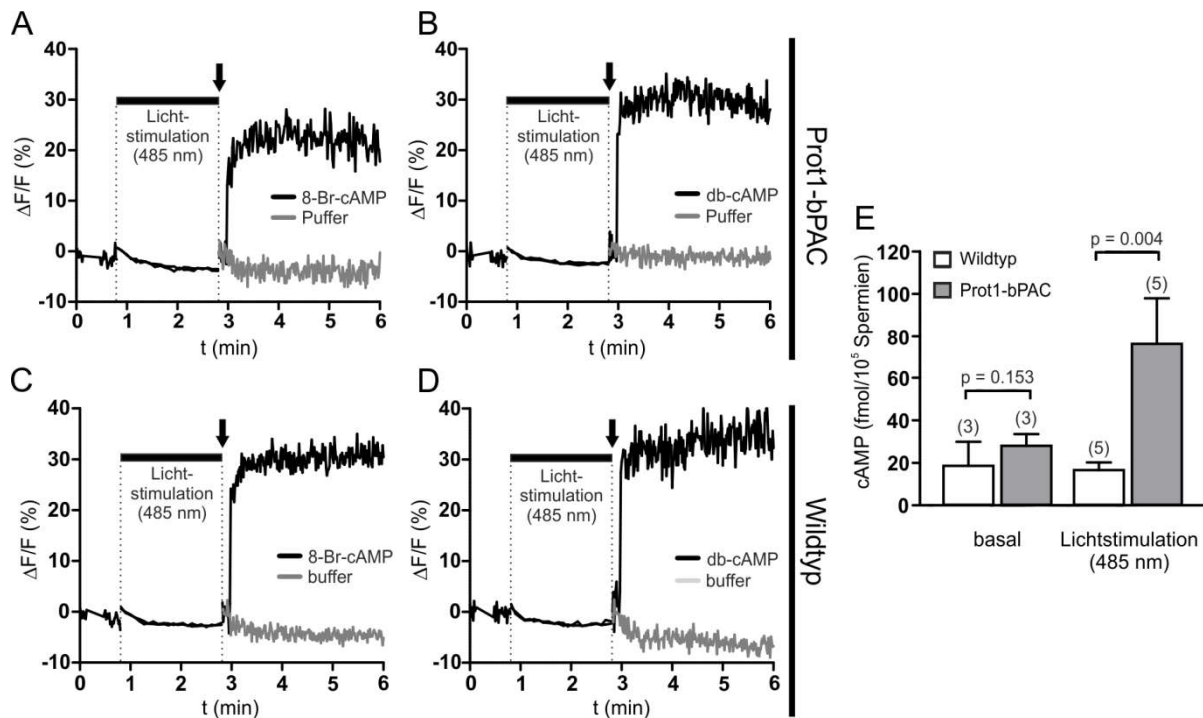 A
40
30
20
10
0
-10
ΔF/F (%)
Licht-
stimulation
(485 nm)
8-Br-cAMP
Puffer
0 1 2 3 4 5 6
t (min)
B
40
30
20
10
0
-10
ΔF/F (%)
Licht-
stimulation
(485 nm)
db-cAMP
Puffer
0 1 2 3 4 5 6
t (min)
Prot1-bPAC
C
40
30
20
10
0
-10
ΔF/F (%)
Licht-
stimulation
(485 nm)
8-Br-cAMP
buffer
0 1 2 3 4 5 6
t (min)
D
40
30
20
10
0
-10
ΔF/F (%)
Licht-
stimulation
(485 nm)
db-cAMP
buffer
0 1 2 3 4 5 6
t (min)
Wildtyp
E
120
100
80
60
40
20
0
cAMP (fmol/10⁵ Spermien)
Wildtyp
Prot1-bPAC
p = 0.004
(5)
p = 0.153
(3) (3)
(5)
basal Lichtstimulation
(485 nm)